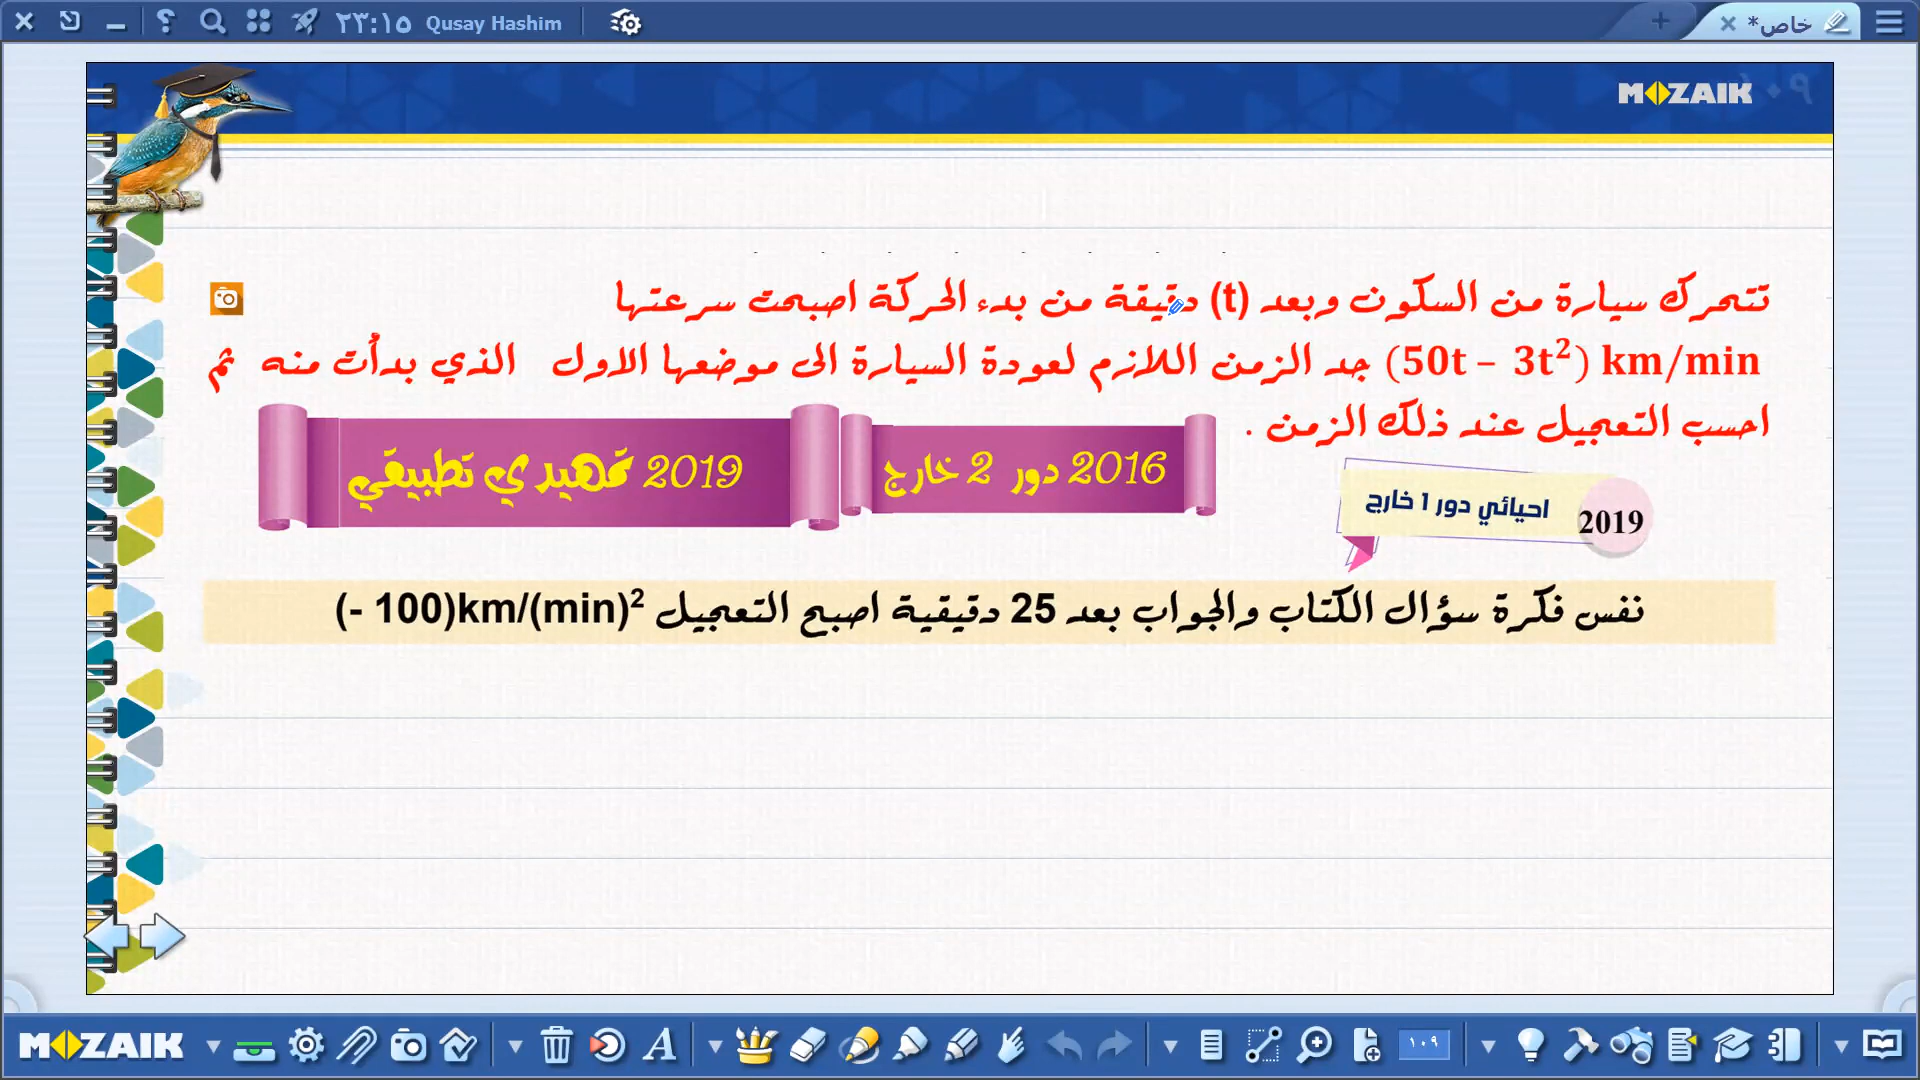 ٢٣:١٥ Qusay Hashim
خاص*
MOZAIK
تتحرك سيارة من السكون وبعد (t) دقيقة من بدء الحركة اصبحت سرعتها
(50t – 3t²) km/min جد الزمن اللازم لعودة السيارة الى موضعها الاول الذي بدأت منه ثم
احسب التعجيل عند ذلك الزمن .
2016 دور 2 خارج
2019 تمهيدي تطبيقي
2019 احيائي دور 1 خارج
نفس فكرة سؤال الكتاب والجواب بعد 25 دقيقية اصبح التعجيل (- 100)km/(min)²
MOZAIK
١٠٩